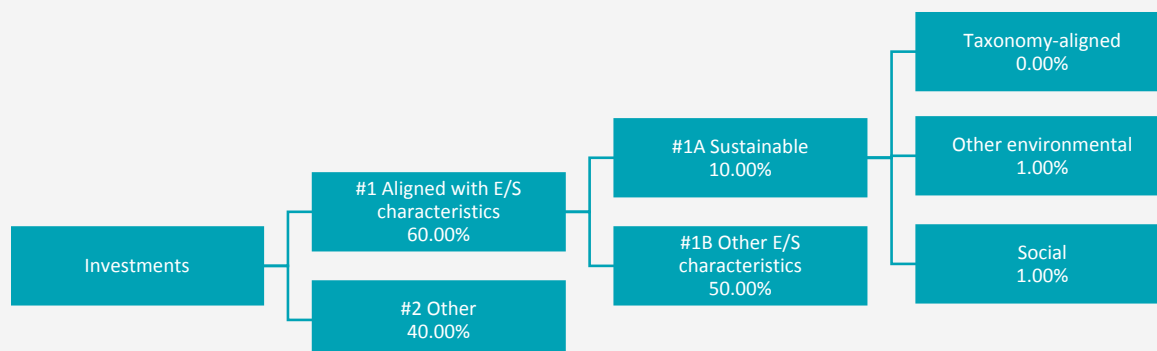 Investments
#1 Aligned with E/S
characteristics
60.00%
#2 Other
40.00%
#1A Sustainable
10.00%
#1B Other E/S
characteristics
50.00%
Taxonomy-aligned
0.00%
Other environmental
1.00%
Social
1.00%